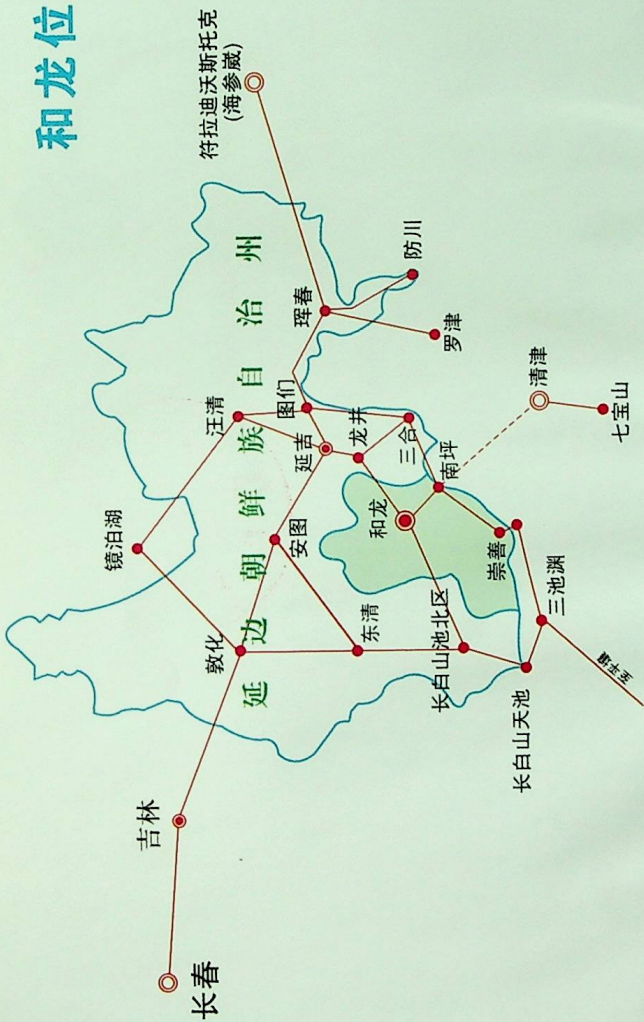 和龙位
符拉迪沃斯托克
(海参崴)
镜泊湖
汪清
珲春
防川
罗津
图们
延吉
龙井
三合
南坪
清津
七宝山
吉林
长春
敦化
安图
东清
和龙
崇善
长白山池北区
三池渊
长白山天池
延边朝鲜族自治州